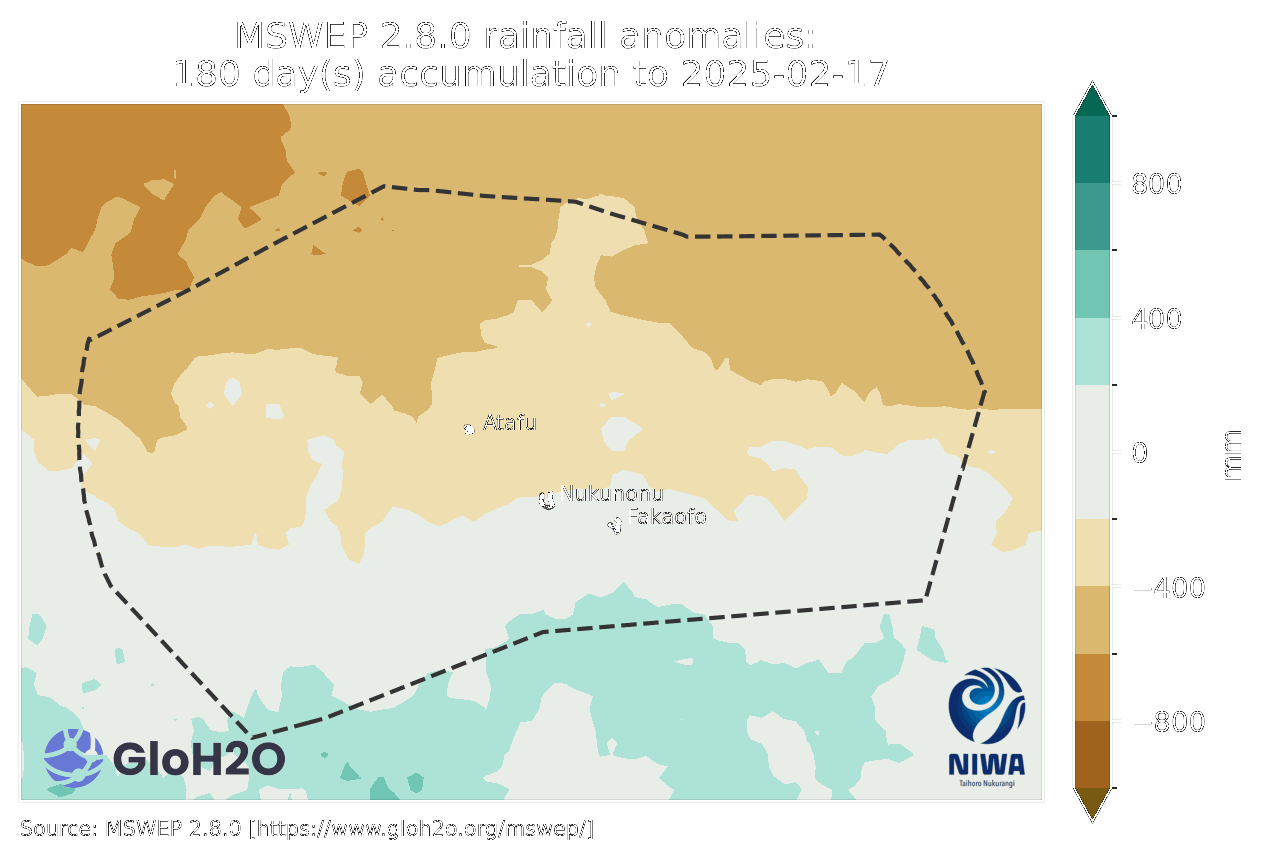 MSWEP 2.8.0 rainfall anomalies:
180 day(s) accumulation to 2025-02-17
800
400
0
−400
−800
mm
Atafu
Nukunonu
Fakaofo
GloH2O
NIWA
Taihoro Nukurangi
Source: MSWEP 2.8.0 [https://www.gloh2o.org/mswep/]